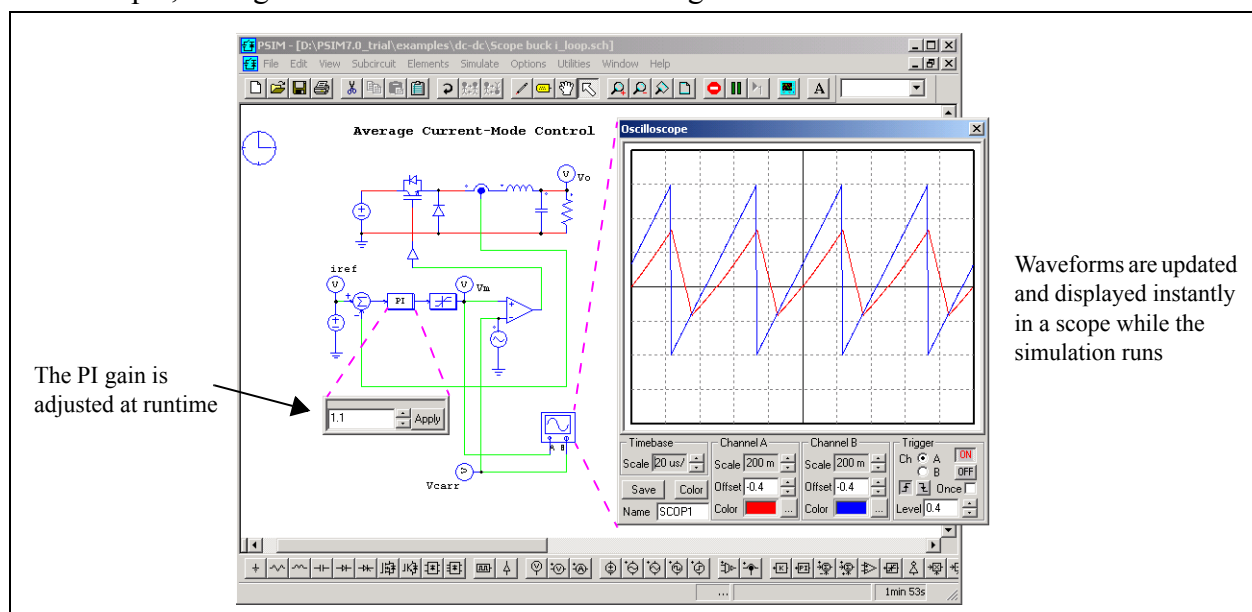 PSIM - [D:\PSIM7.0_trial\examples\dc-dc\Scope buck i_loop.sch]
File Edit View Subcircuit Elements Simulate Options Utilities Window Help
Average Current-Mode Control
V
Vo
iref
V
PI
V
Vm
1.1
Apply
A B
V
Vcarr
Oscilloscope
Timebase
Scale 20 us/
Save Color
Name SCOP1
Channel A
Scale 200 m
Offset -0.4
Color ...
Channel B
Scale 200 m
Offset -0.4
Color ...
Trigger
Ch A ON
B OFF
Once
Level 0.4
... 1min 53s
The PI gain is
adjusted at runtime
Waveforms are updated
and displayed instantly
in a scope while the
simulation runs